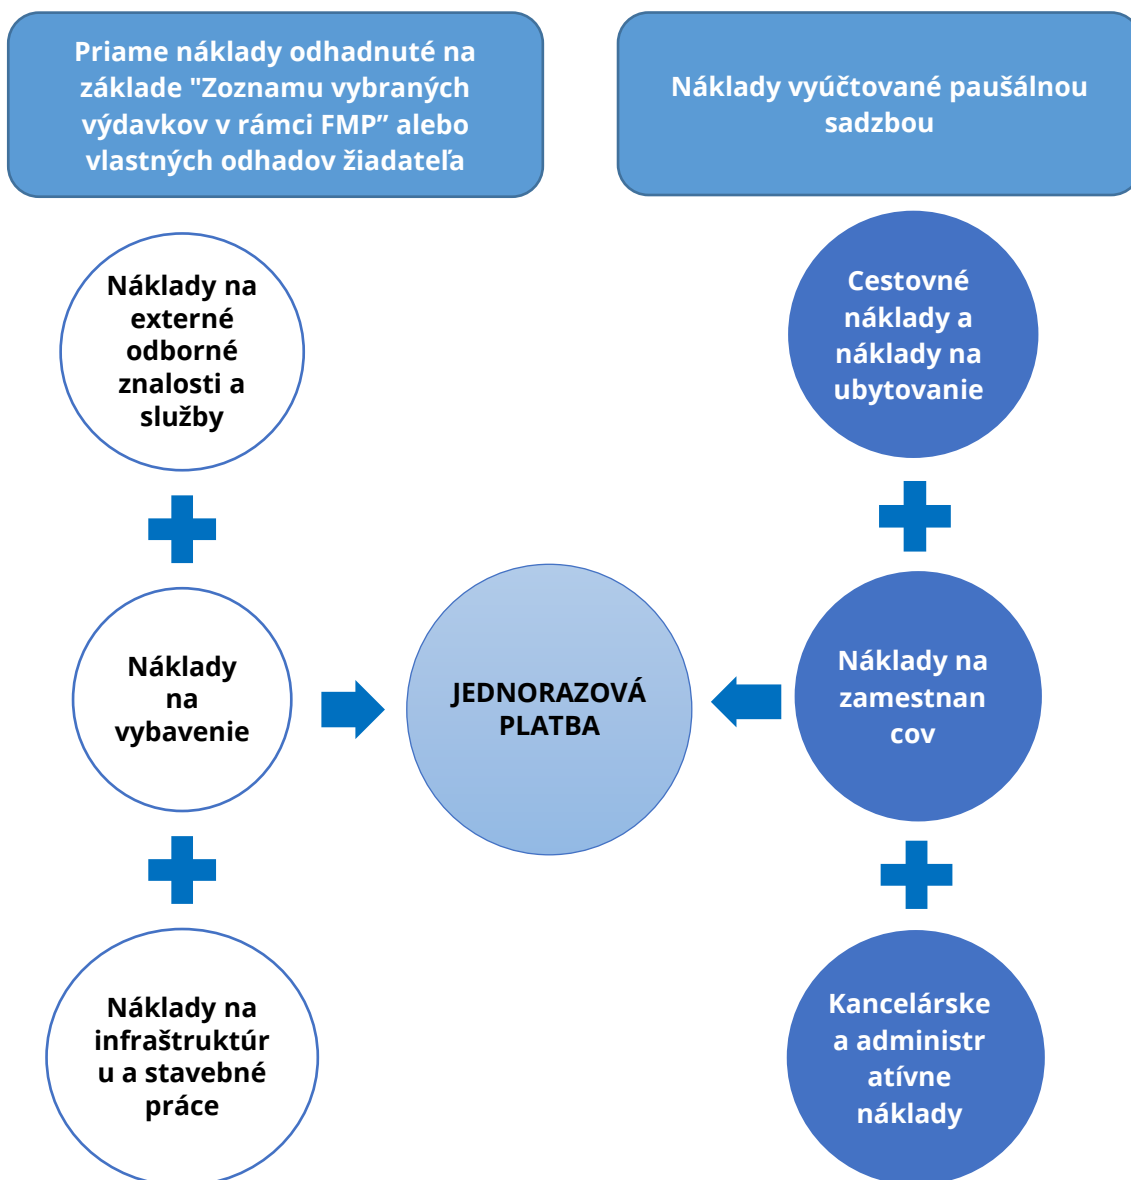 Priame náklady odhadnuté na
základe "Zoznamu vybraných
výdavkov v rámci FMP” alebo
vlastných odhadov žiadateľa
Náklady vyúčtované paušálnou
sadzbou
Náklady na
externé
odborné
znalosti a
služby
Cestovné
náklady a
náklady na
ubytovanie
Náklady
na
vybavenie
JEDNORAZOVÁ
PLATBA
Náklady na
zamestnan
cov
Náklady na
infraštruktúr
u a stavebné
práce
Kancelárske
a administr
atívne
náklady